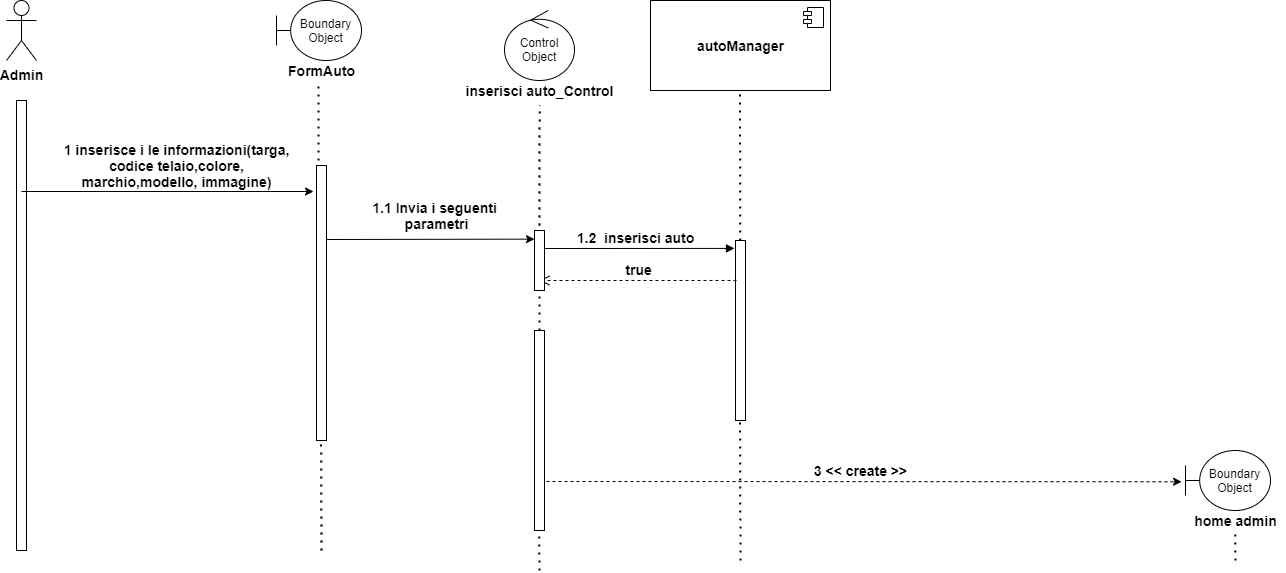 Boundary
Object
Control
Object
autoManager
Admin
FormAuto
inserisci auto_Control
1 inserisce i le informazioni(targa,
codice telaio,colore,
marchio,modello, immagine)
1.1 Invia i seguenti
parametri
1.2 inserisci auto
true
3 << create >>
Boundary
Object
home admin